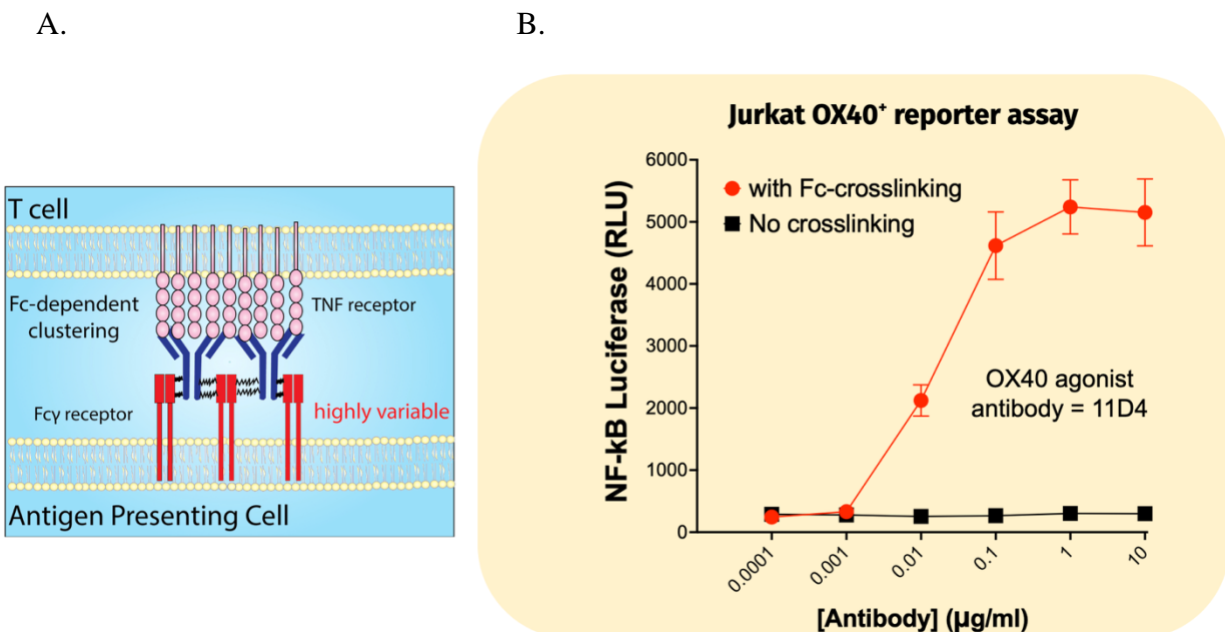 A.
B.
T cell
Fc-dependent
clustering
TNF receptor
Fcγ receptor
highly variable
Antigen Presenting Cell
Jurkat OX40⁺ reporter assay
NF-kB Luciferase (RLU)
6000
5000
4000
3000
2000
1000
0
with Fc-crosslinking
No crosslinking
OX40 agonist
antibody = 11D4
0.0001
0.001
0.01
0.1
1
10
[Antibody] (µg/ml)